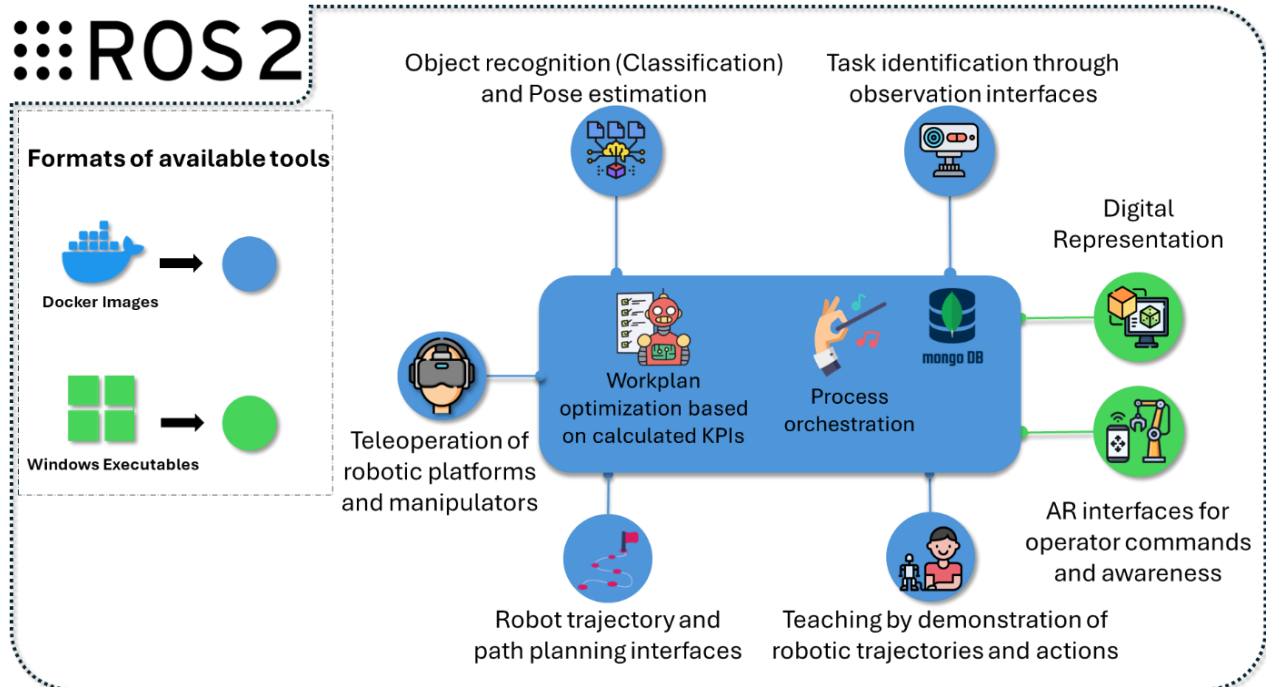 ROS 2
Formats of available tools
Docker Images
Windows Executables
Object recognition (Classification)
and Pose estimation
Task identification through
observation interfaces
Digital
Representation
Workplan
optimization based
on calculated KPIs
Process
orchestration
mongo DB
Teleoperation of
robotic platforms
and manipulators
AR interfaces for
operator commands
and awareness
Robot trajectory and
path planning interfaces
Teaching by demonstration of
robotic trajectories and actions